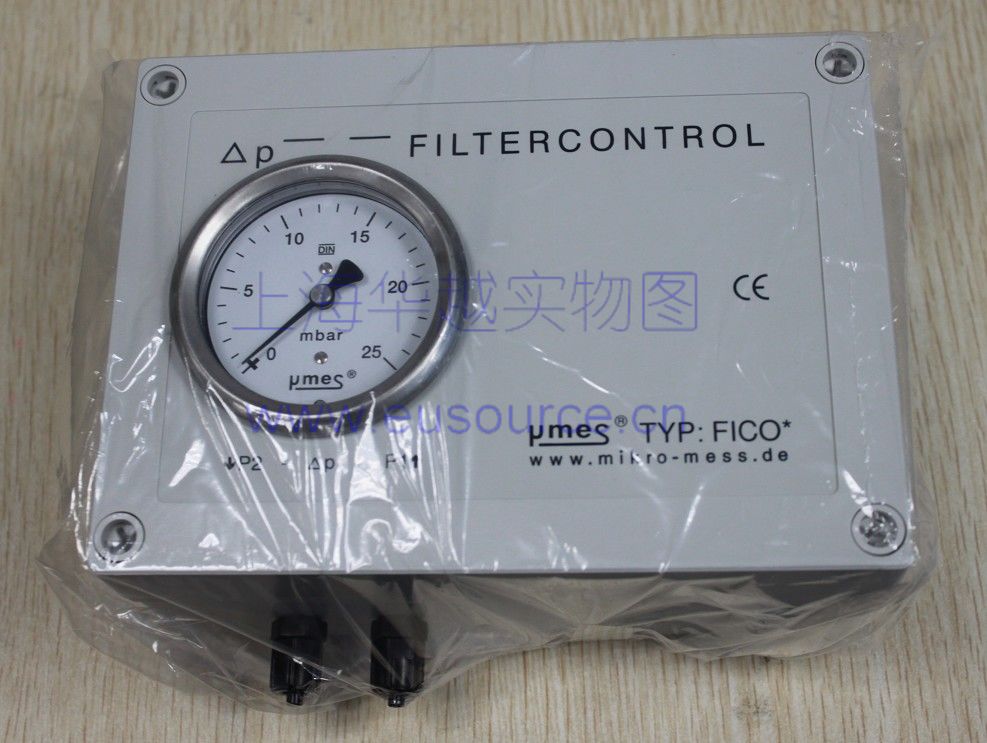 Δp — — FILTERCONTROL
10 DIN 15
5 20
上海华越实物图
CE
mbar
0 25
µmes®
www.eusource.cn
µmes® TYP: FICO*
www.mikro-mess.de
↓P2 - Δp